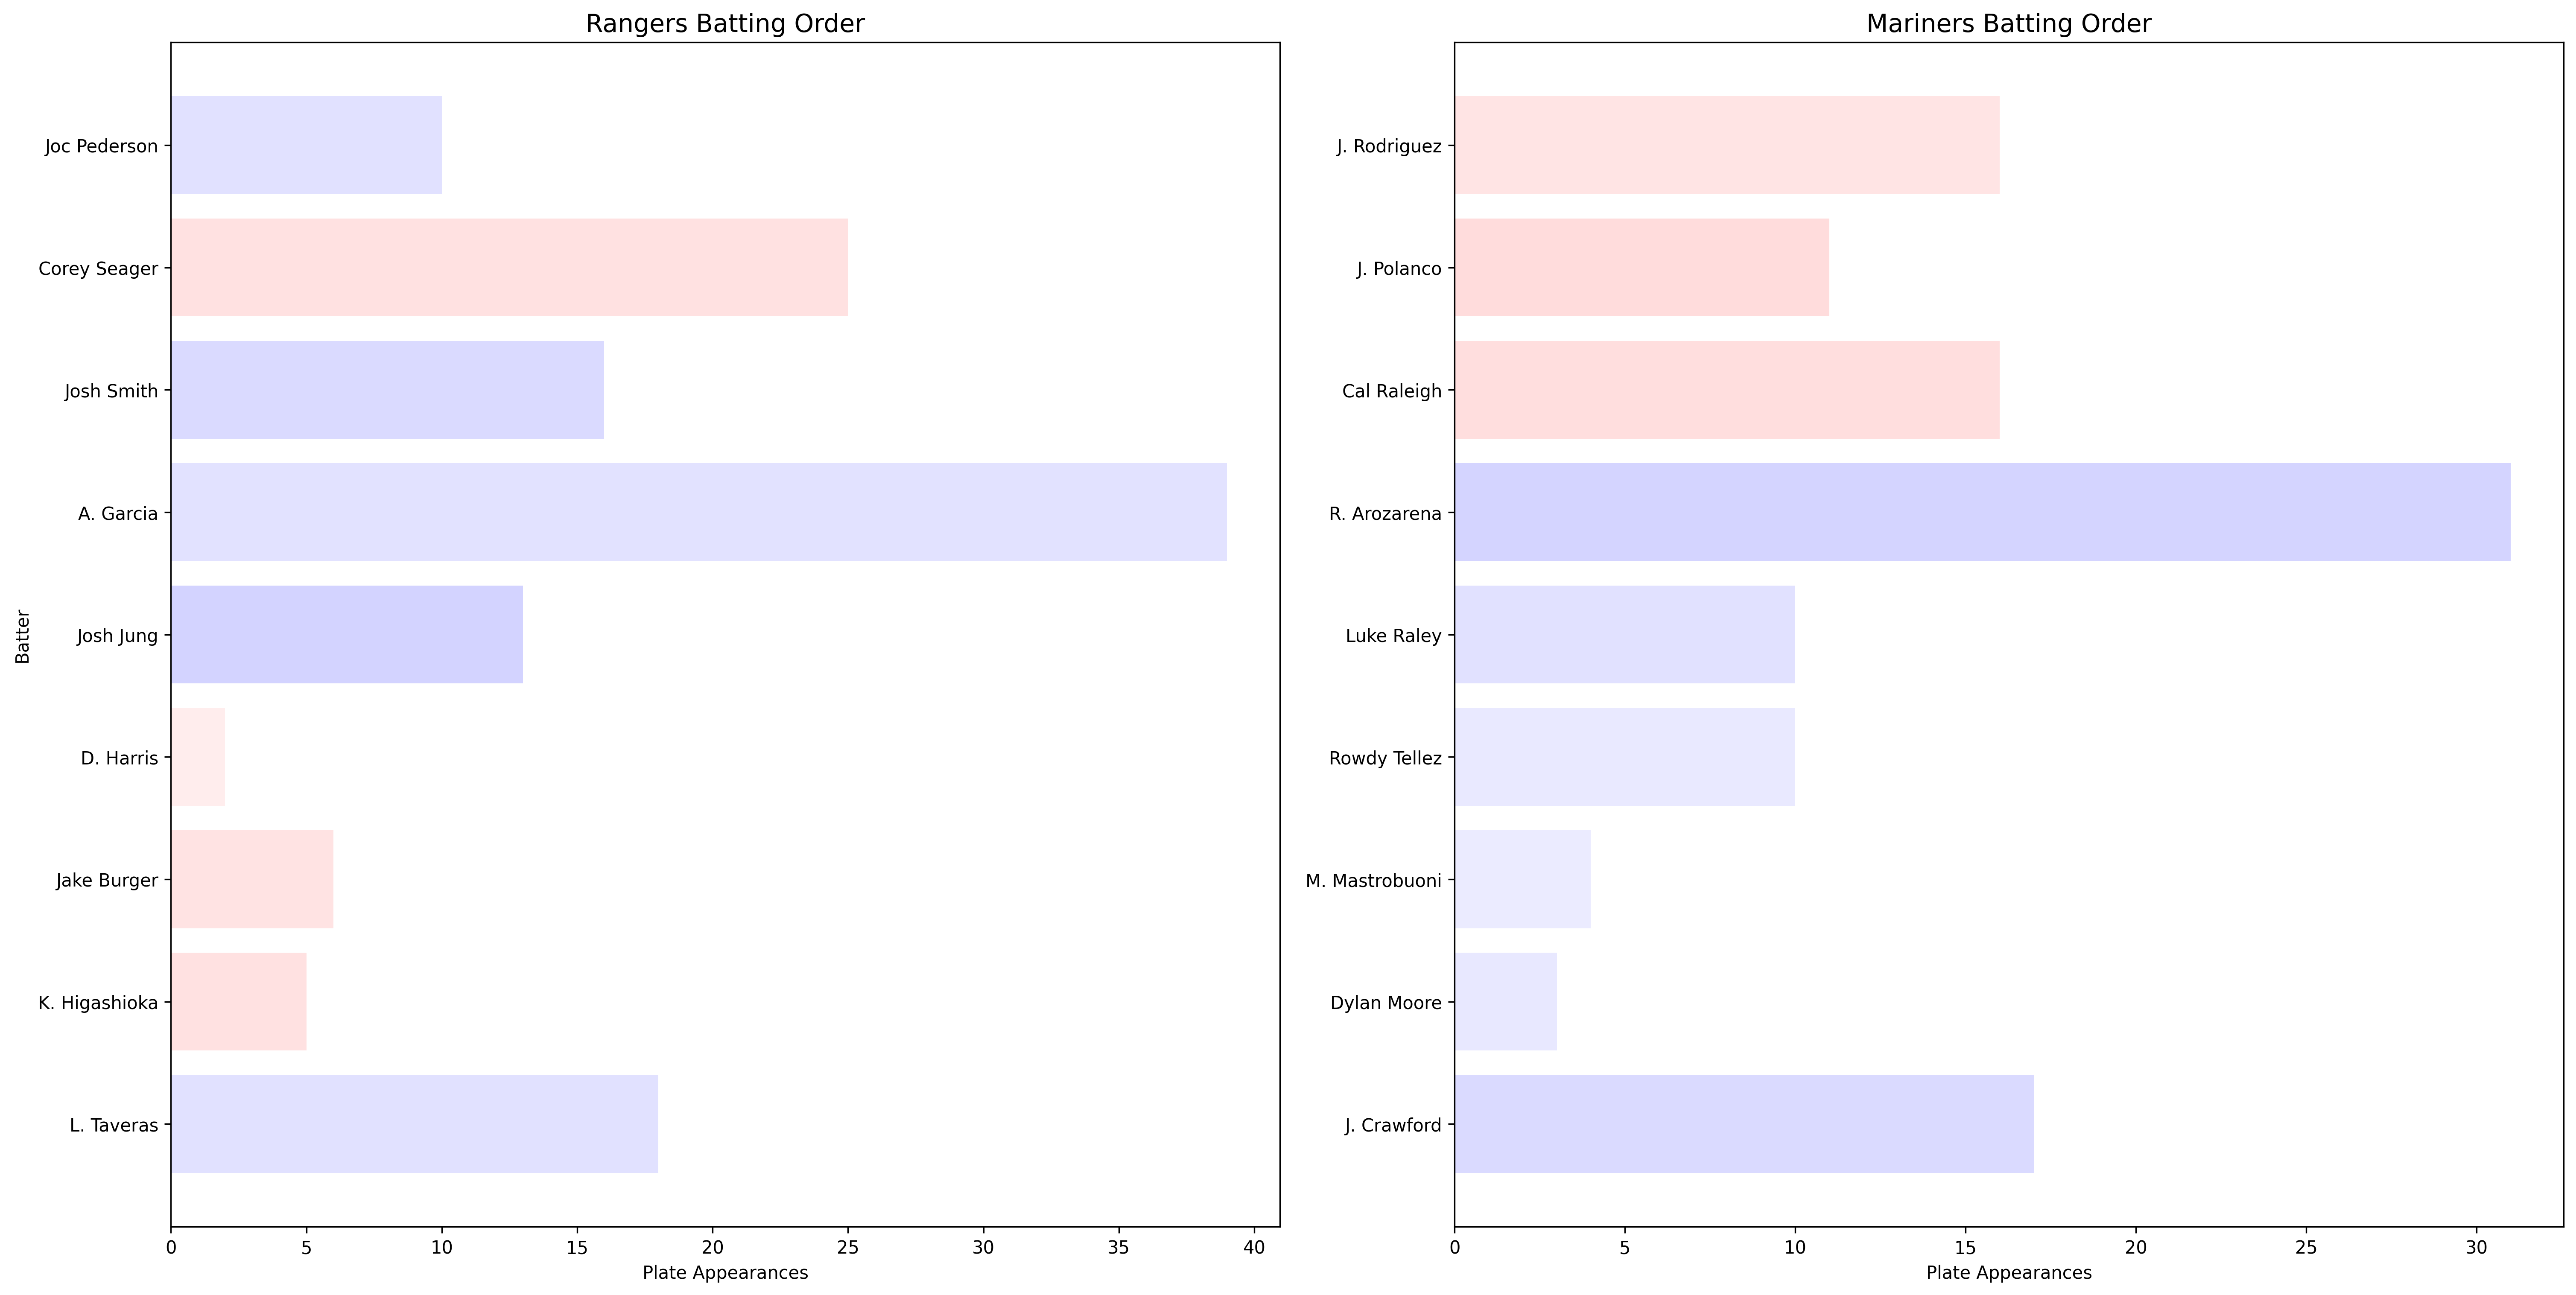 Rangers Batting Order
Batter
Joc Pederson
Corey Seager
Josh Smith
A. Garcia
Josh Jung
D. Harris
Jake Burger
K. Higashioka
L. Taveras
0 5 10 15 20 25 30 35 40
Plate Appearances
Mariners Batting Order
J. Rodriguez
J. Polanco
Cal Raleigh
R. Arozarena
Luke Raley
Rowdy Tellez
M. Mastrobuoni
Dylan Moore
J. Crawford
0 5 10 15 20 25 30
Plate Appearances